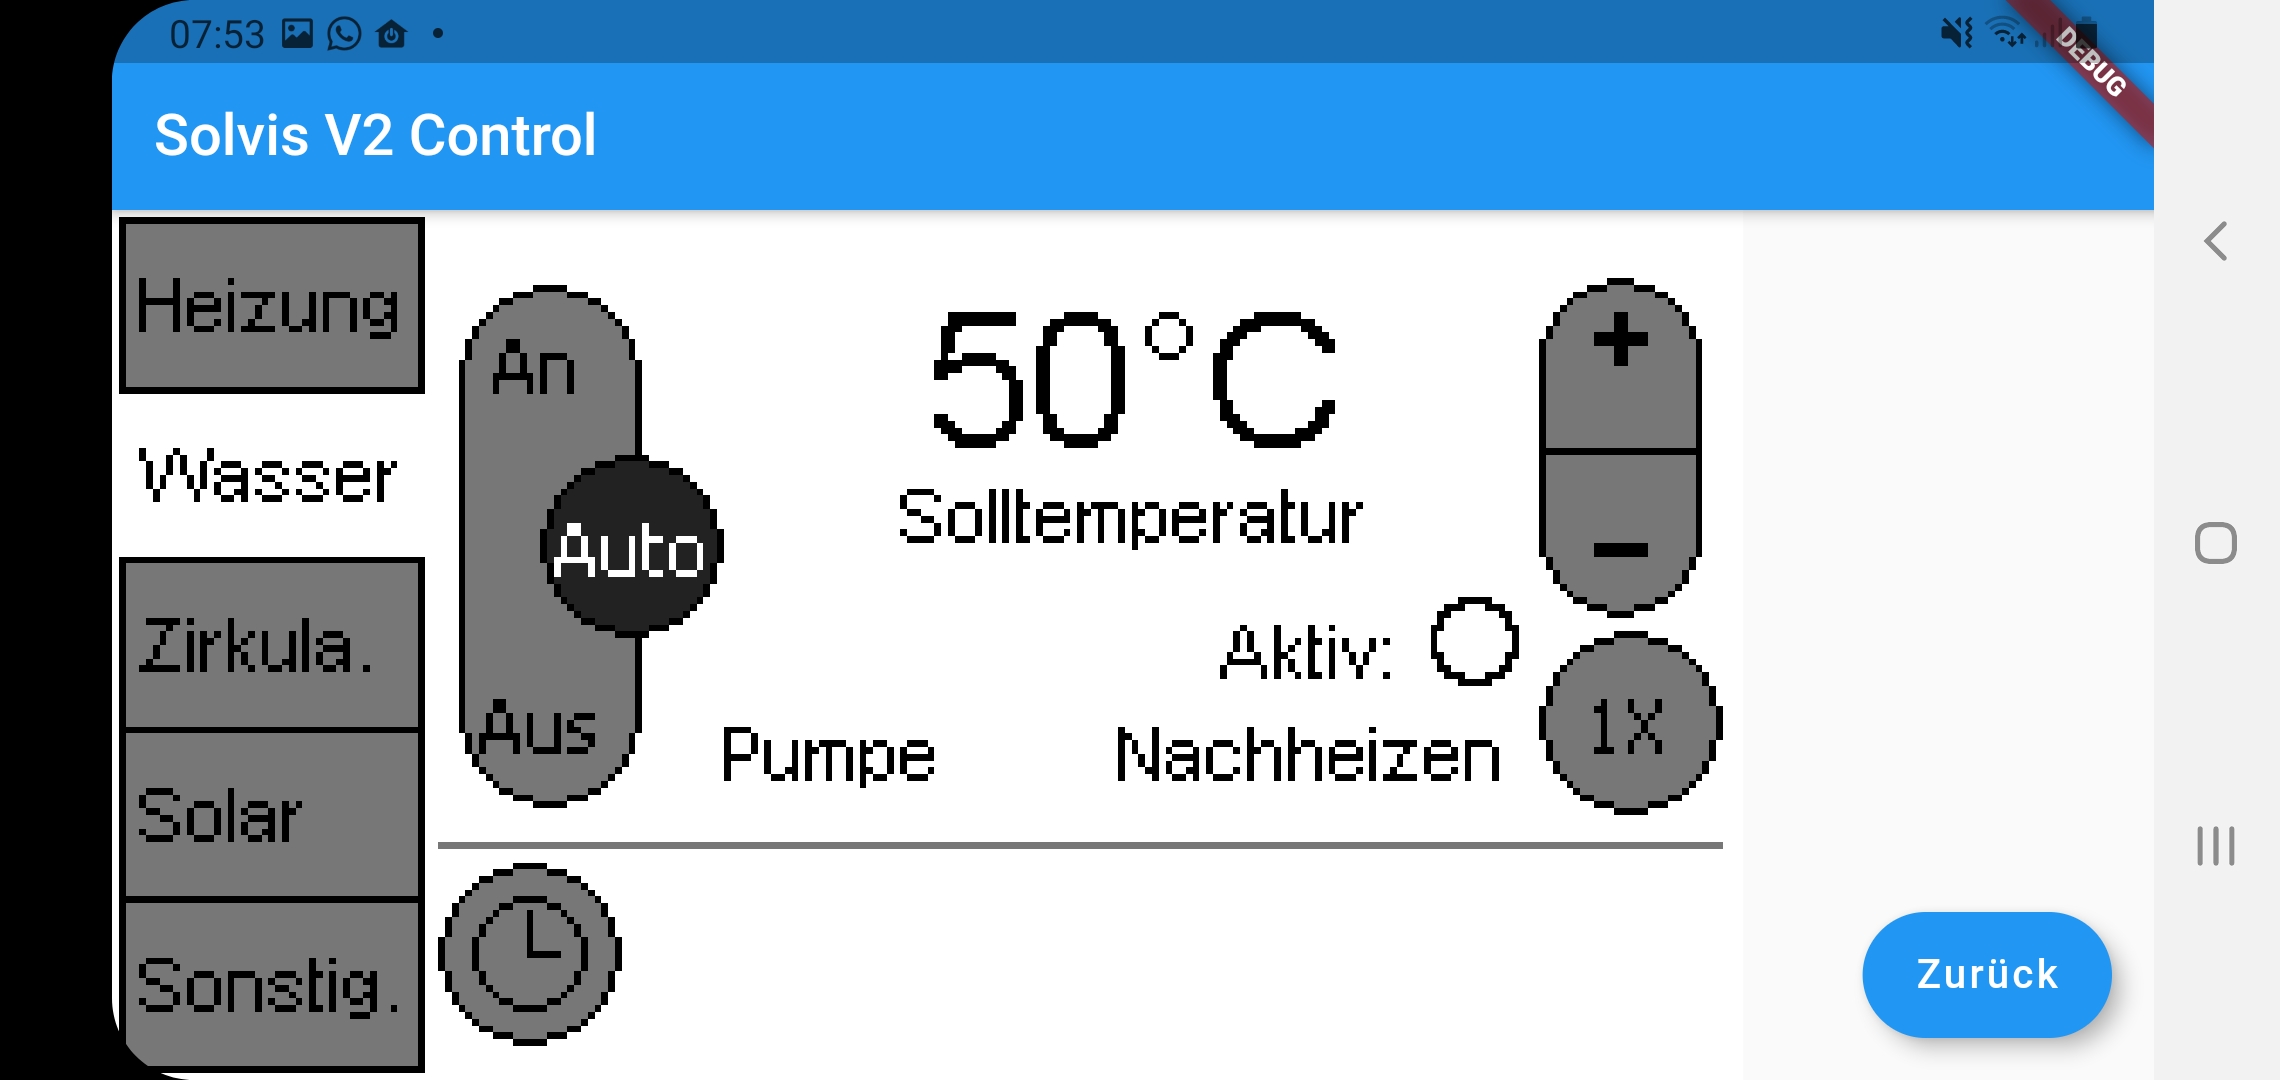 07:53
DEBUG
Solvis V2 Control
Heizung
Wasser
Zirkula.
Solar
Sonstig.
An
Auto
Aus
50°C
Solltemperatur
+
−
Aktiv:
1X
Pumpe
Nachheizen
Zurück